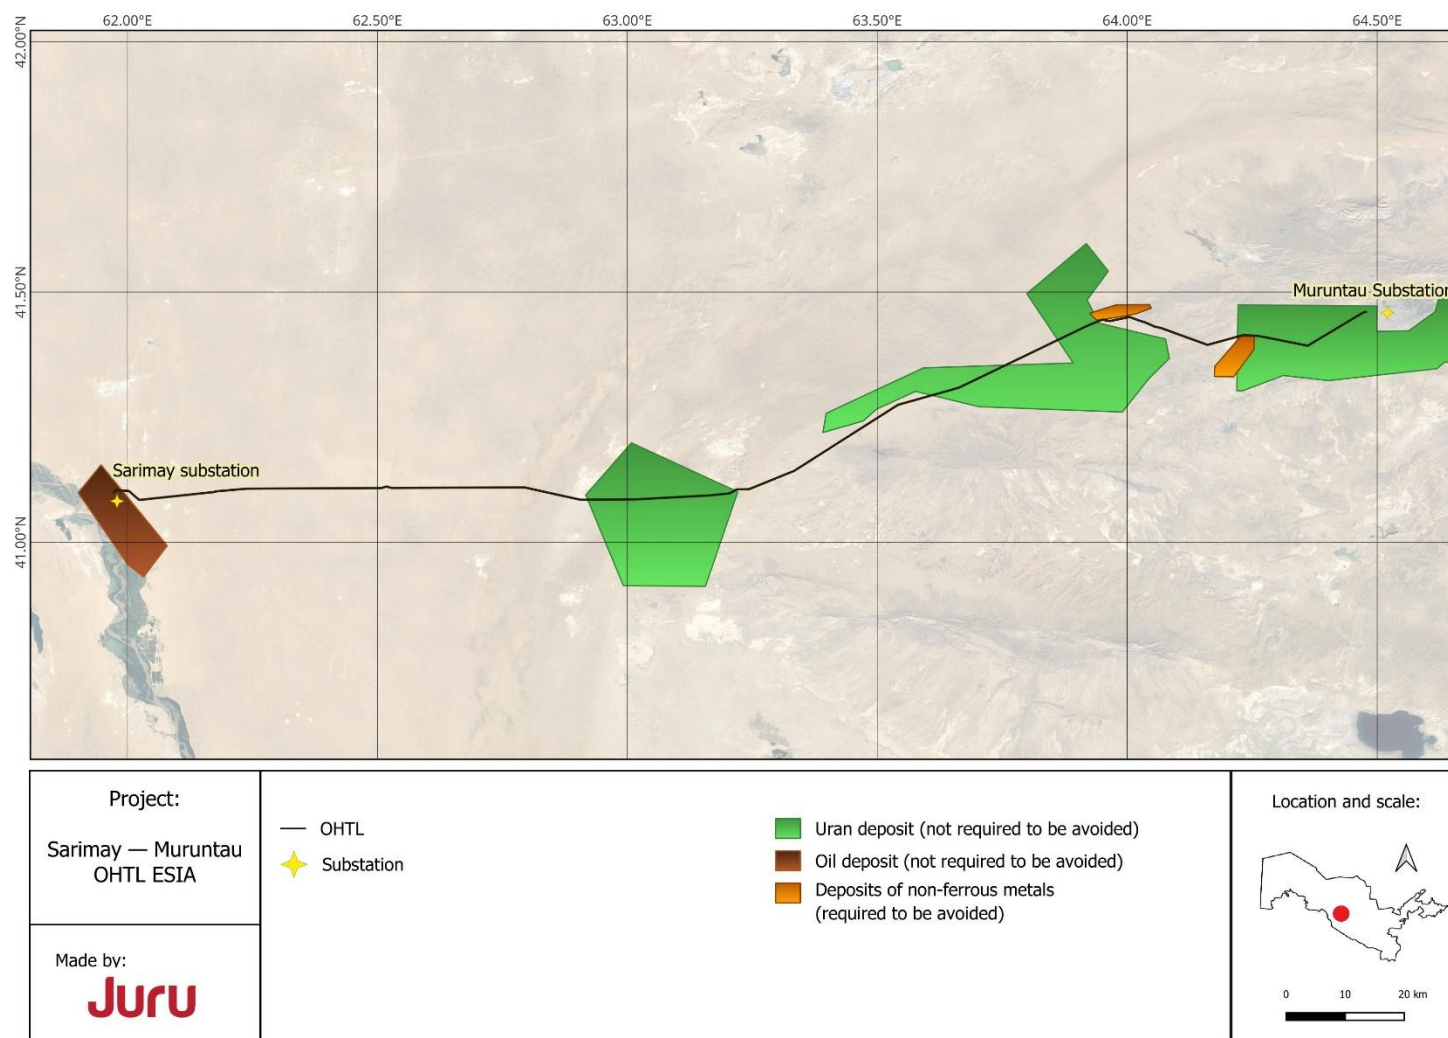 62.00°E 62.50°E 63.00°E 63.50°E 64.00°E 64.50°E
42.00°N
41.50°N
41.00°N
Muruntau Substation
Sarimay substation
Project:
Sarimay — Muruntau
OHTL ESIA
Made by:
Juru
OHTL
Substation
Uran deposit (not required to be avoided)
Oil deposit (not required to be avoided)
Deposits of non-ferrous metals
(required to be avoided)
Location and scale:
0 10 20 km